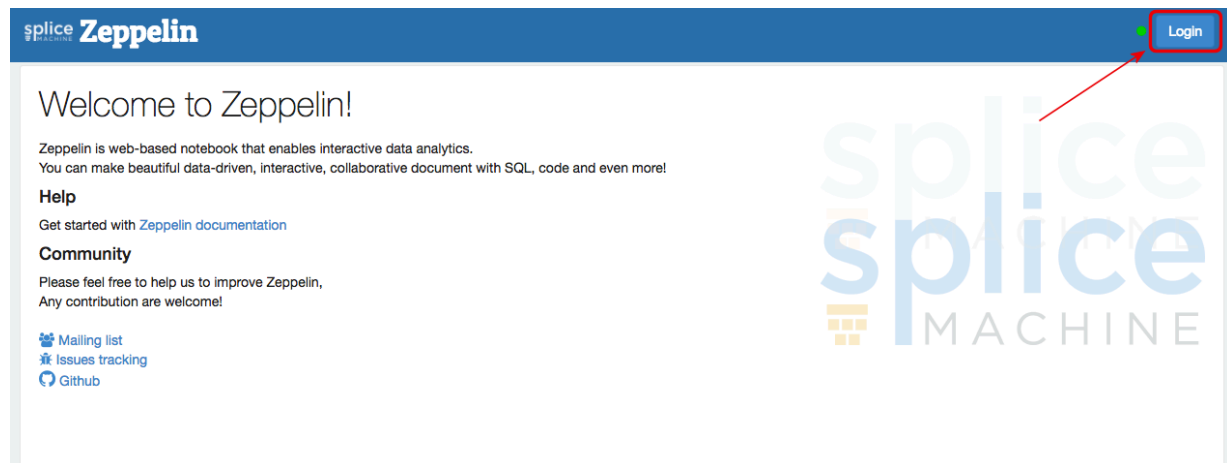 splice MACHINE Zeppelin
Login
Welcome to Zeppelin!
Zeppelin is web-based notebook that enables interactive data analytics.
You can make beautiful data-driven, interactive, collaborative document with SQL, code and even more!
Help
Get started with Zeppelin documentation
Community
Please feel free to help us to improve Zeppelin,
Any contribution are welcome!
Mailing list
Issues tracking
Github
splice
MACHINE
splice
MACHINE